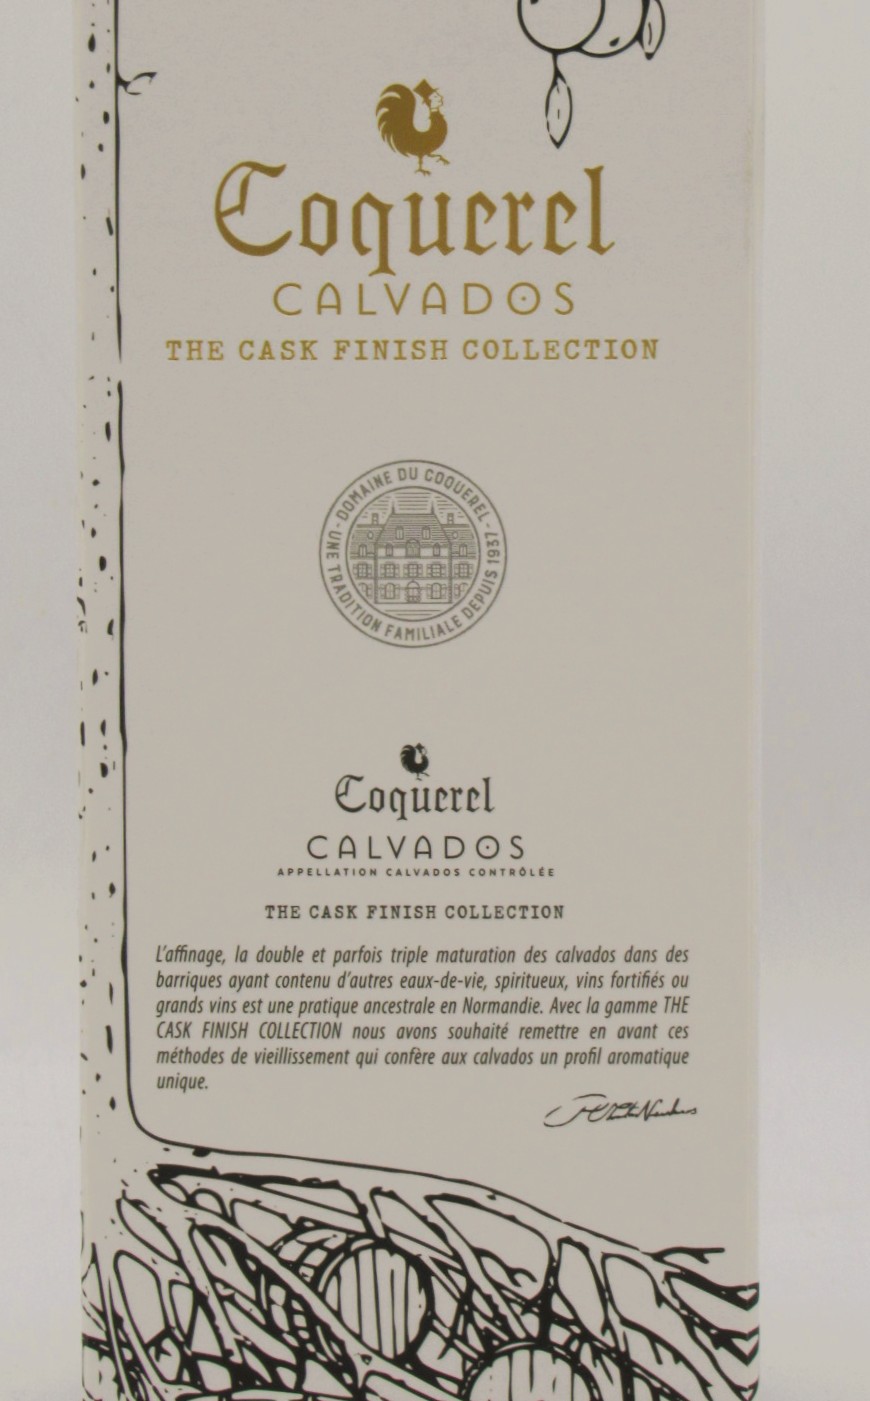 Coquerel
CALVADOS
THE CASK FINISH COLLECTION
DOMAINE DU COQUEREL
UNE TRADITION FAMILIALE DEPUIS 1937
Coquerel
CALVADOS
APPELLATION CALVADOS CONTRÔLÉE
THE CASK FINISH COLLECTION
L'affinage, la double et parfois triple maturation des calvados dans des
barriques ayant contenu d'autres eaux-de-vie, spiritueux, vins fortifiés ou
grands vins est une pratique ancestrale en Normandie. Avec la gamme THE
CASK FINISH COLLECTION nous avons souhaité remettre en avant ces
méthodes de vieillissement qui confère aux calvados un profil aromatique
unique.